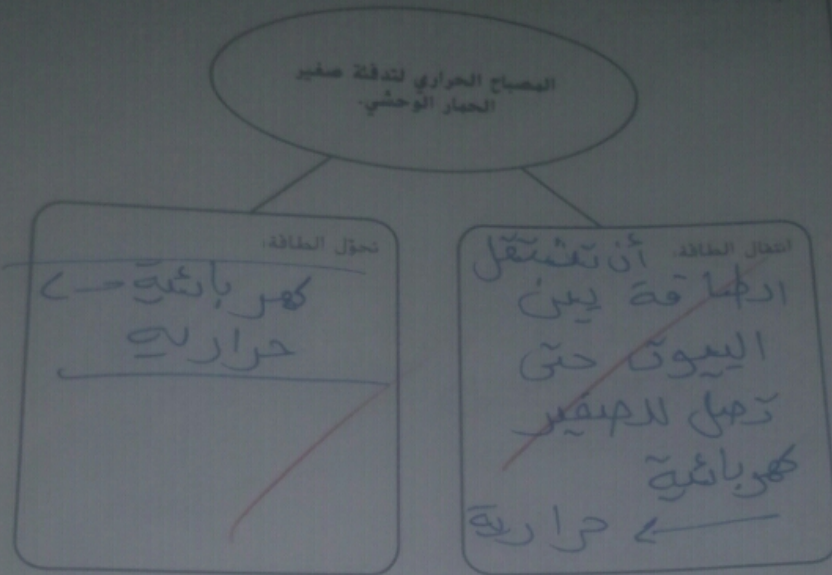 المصباح الحراري لتدفئة صغير
الحمار الوحشي.
انتقال الطاقة: أن تنتقل
الطاقة بين
البيوت حتى
تصل للصغير
كهربائية
← حرارية
تحوّل الطاقة:
كهربائية ←
حرارية